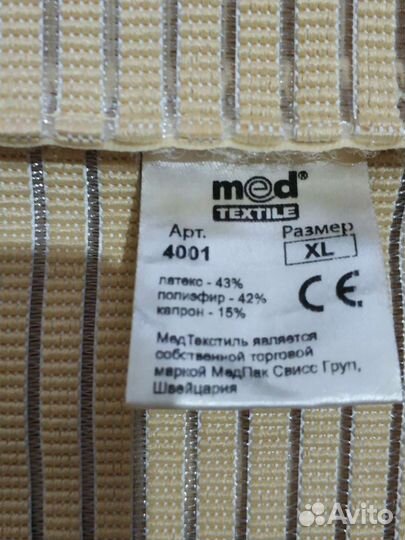 med®
TEXTILE
Арт. Размер
4001 XL
латекс - 43%
полиэфир - 42%
капрон - 15%
CE
МедТекстиль является
собственной торговой
маркой МедПак Свисс Груп,
Швейцария
Avito